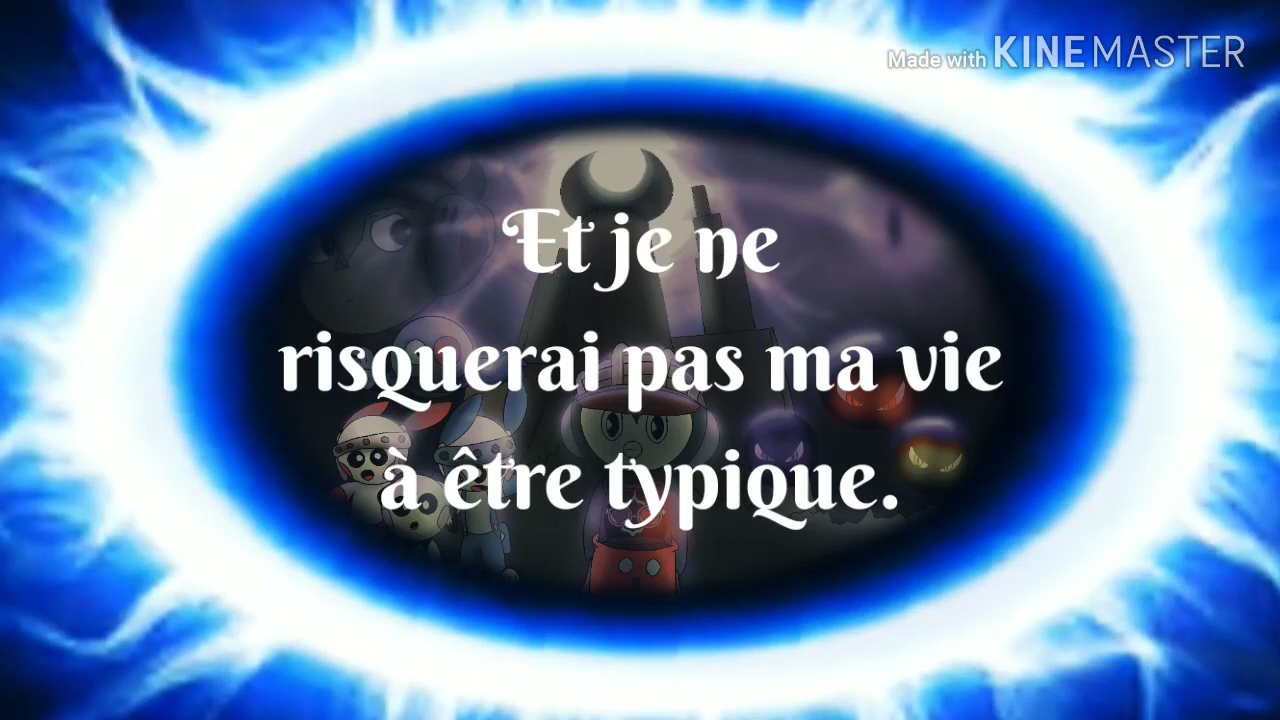 Made with KINEMASTER
Et je ne
risquerai pas ma vie
à être typique.